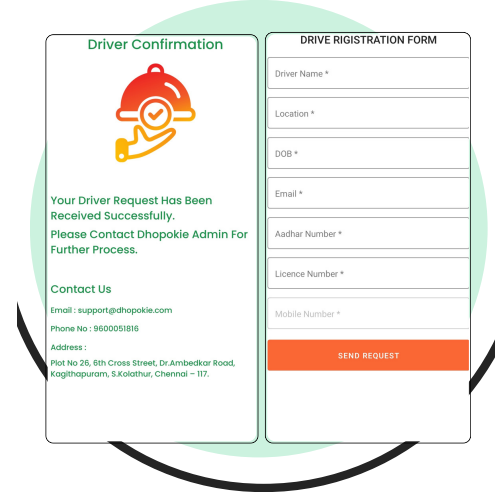 Driver Confirmation
Your Driver Request Has Been
Received Successfully.
Please Contact Dhopokie Admin For
Further Process.
Contact Us
Email : support@dhopokie.com
Phone No : 9600051816
Address :
Plot No 26, 6th Cross Street, Dr.Ambedkar Road,
Kagithapuram, S.Kolathur, Chennai – 117.
DRIVE RIGISTRATION FORM
Driver Name *
Location *
DOB *
Email *
Aadhar Number *
Licence Number *
Mobile Number *
SEND REQUEST